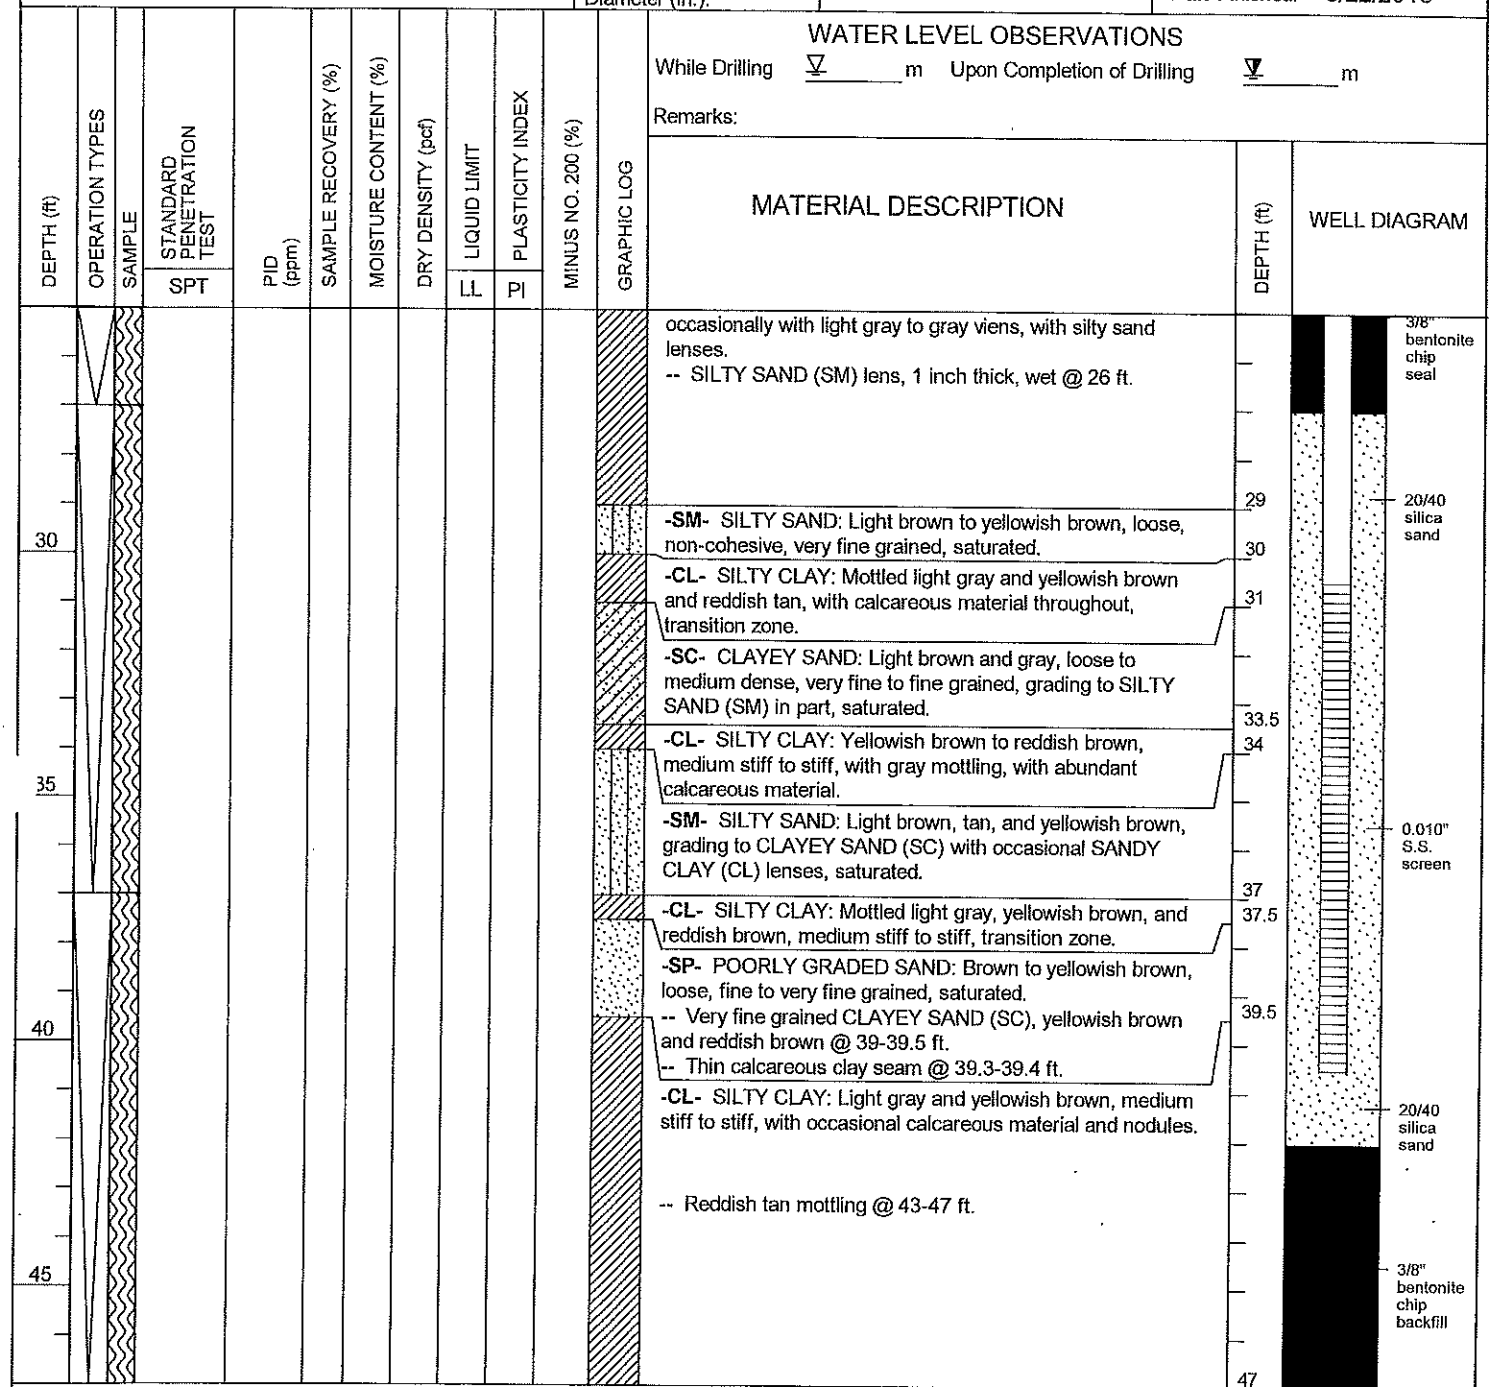 Diameter (in.):
WATER LEVEL OBSERVATIONS
While Drilling m Upon Completion of Drilling m
Remarks:
DEPTH (ft)
OPERATION TYPES
SAMPLE
STANDARD
PENETRATION
TEST
SPT
PID
(ppm)
SAMPLE RECOVERY (%)
MOISTURE CONTENT (%)
DRY DENSITY (pcf)
LIQUID LIMIT
LL
PLASTICITY INDEX
PI
MINUS NO. 200 (%)
GRAPHIC LOG
MATERIAL DESCRIPTION
DEPTH (ft)
WELL DIAGRAM
occasionally with light gray to gray viens, with silty sand
lenses.
-- SILTY SAND (SM) lens, 1 inch thick, wet @ 26 ft.
3/8"
bentonite
chip
seal
29
20/40
silica
sand
-SM- SILTY SAND: Light brown to yellowish brown, loose,
non-cohesive, very fine grained, saturated.
30
30
-CL- SILTY CLAY: Mottled light gray and yellowish brown
and reddish tan, with calcareous material throughout,
transition zone.
31
-SC- CLAYEY SAND: Light brown and gray, loose to
medium dense, very fine to fine grained, grading to SILTY
SAND (SM) in part, saturated.
33.5
-CL- SILTY CLAY: Yellowish brown to reddish brown,
medium stiff to stiff, with gray mottling, with abundant
calcareous material.
34
35
-SM- SILTY SAND: Light brown, tan, and yellowish brown,
grading to CLAYEY SAND (SC) with occasional SANDY
CLAY (CL) lenses, saturated.
0.010"
S.S.
screen
37
-CL- SILTY CLAY: Mottled light gray, yellowish brown, and
reddish brown, medium stiff to stiff, transition zone.
37.5
-SP- POORLY GRADED SAND: Brown to yellowish brown,
loose, fine to very fine grained, saturated.
-- Very fine grained CLAYEY SAND (SC), yellowish brown
and reddish brown @ 39-39.5 ft.
-- Thin calcareous clay seam @ 39.3-39.4 ft.
39.5
40
-CL- SILTY CLAY: Light gray and yellowish brown, medium
stiff to stiff, with occasional calcareous material and nodules.
20/40
silica
sand
-- Reddish tan mottling @ 43-47 ft.
45
3/8"
bentonite
chip
backfill
47